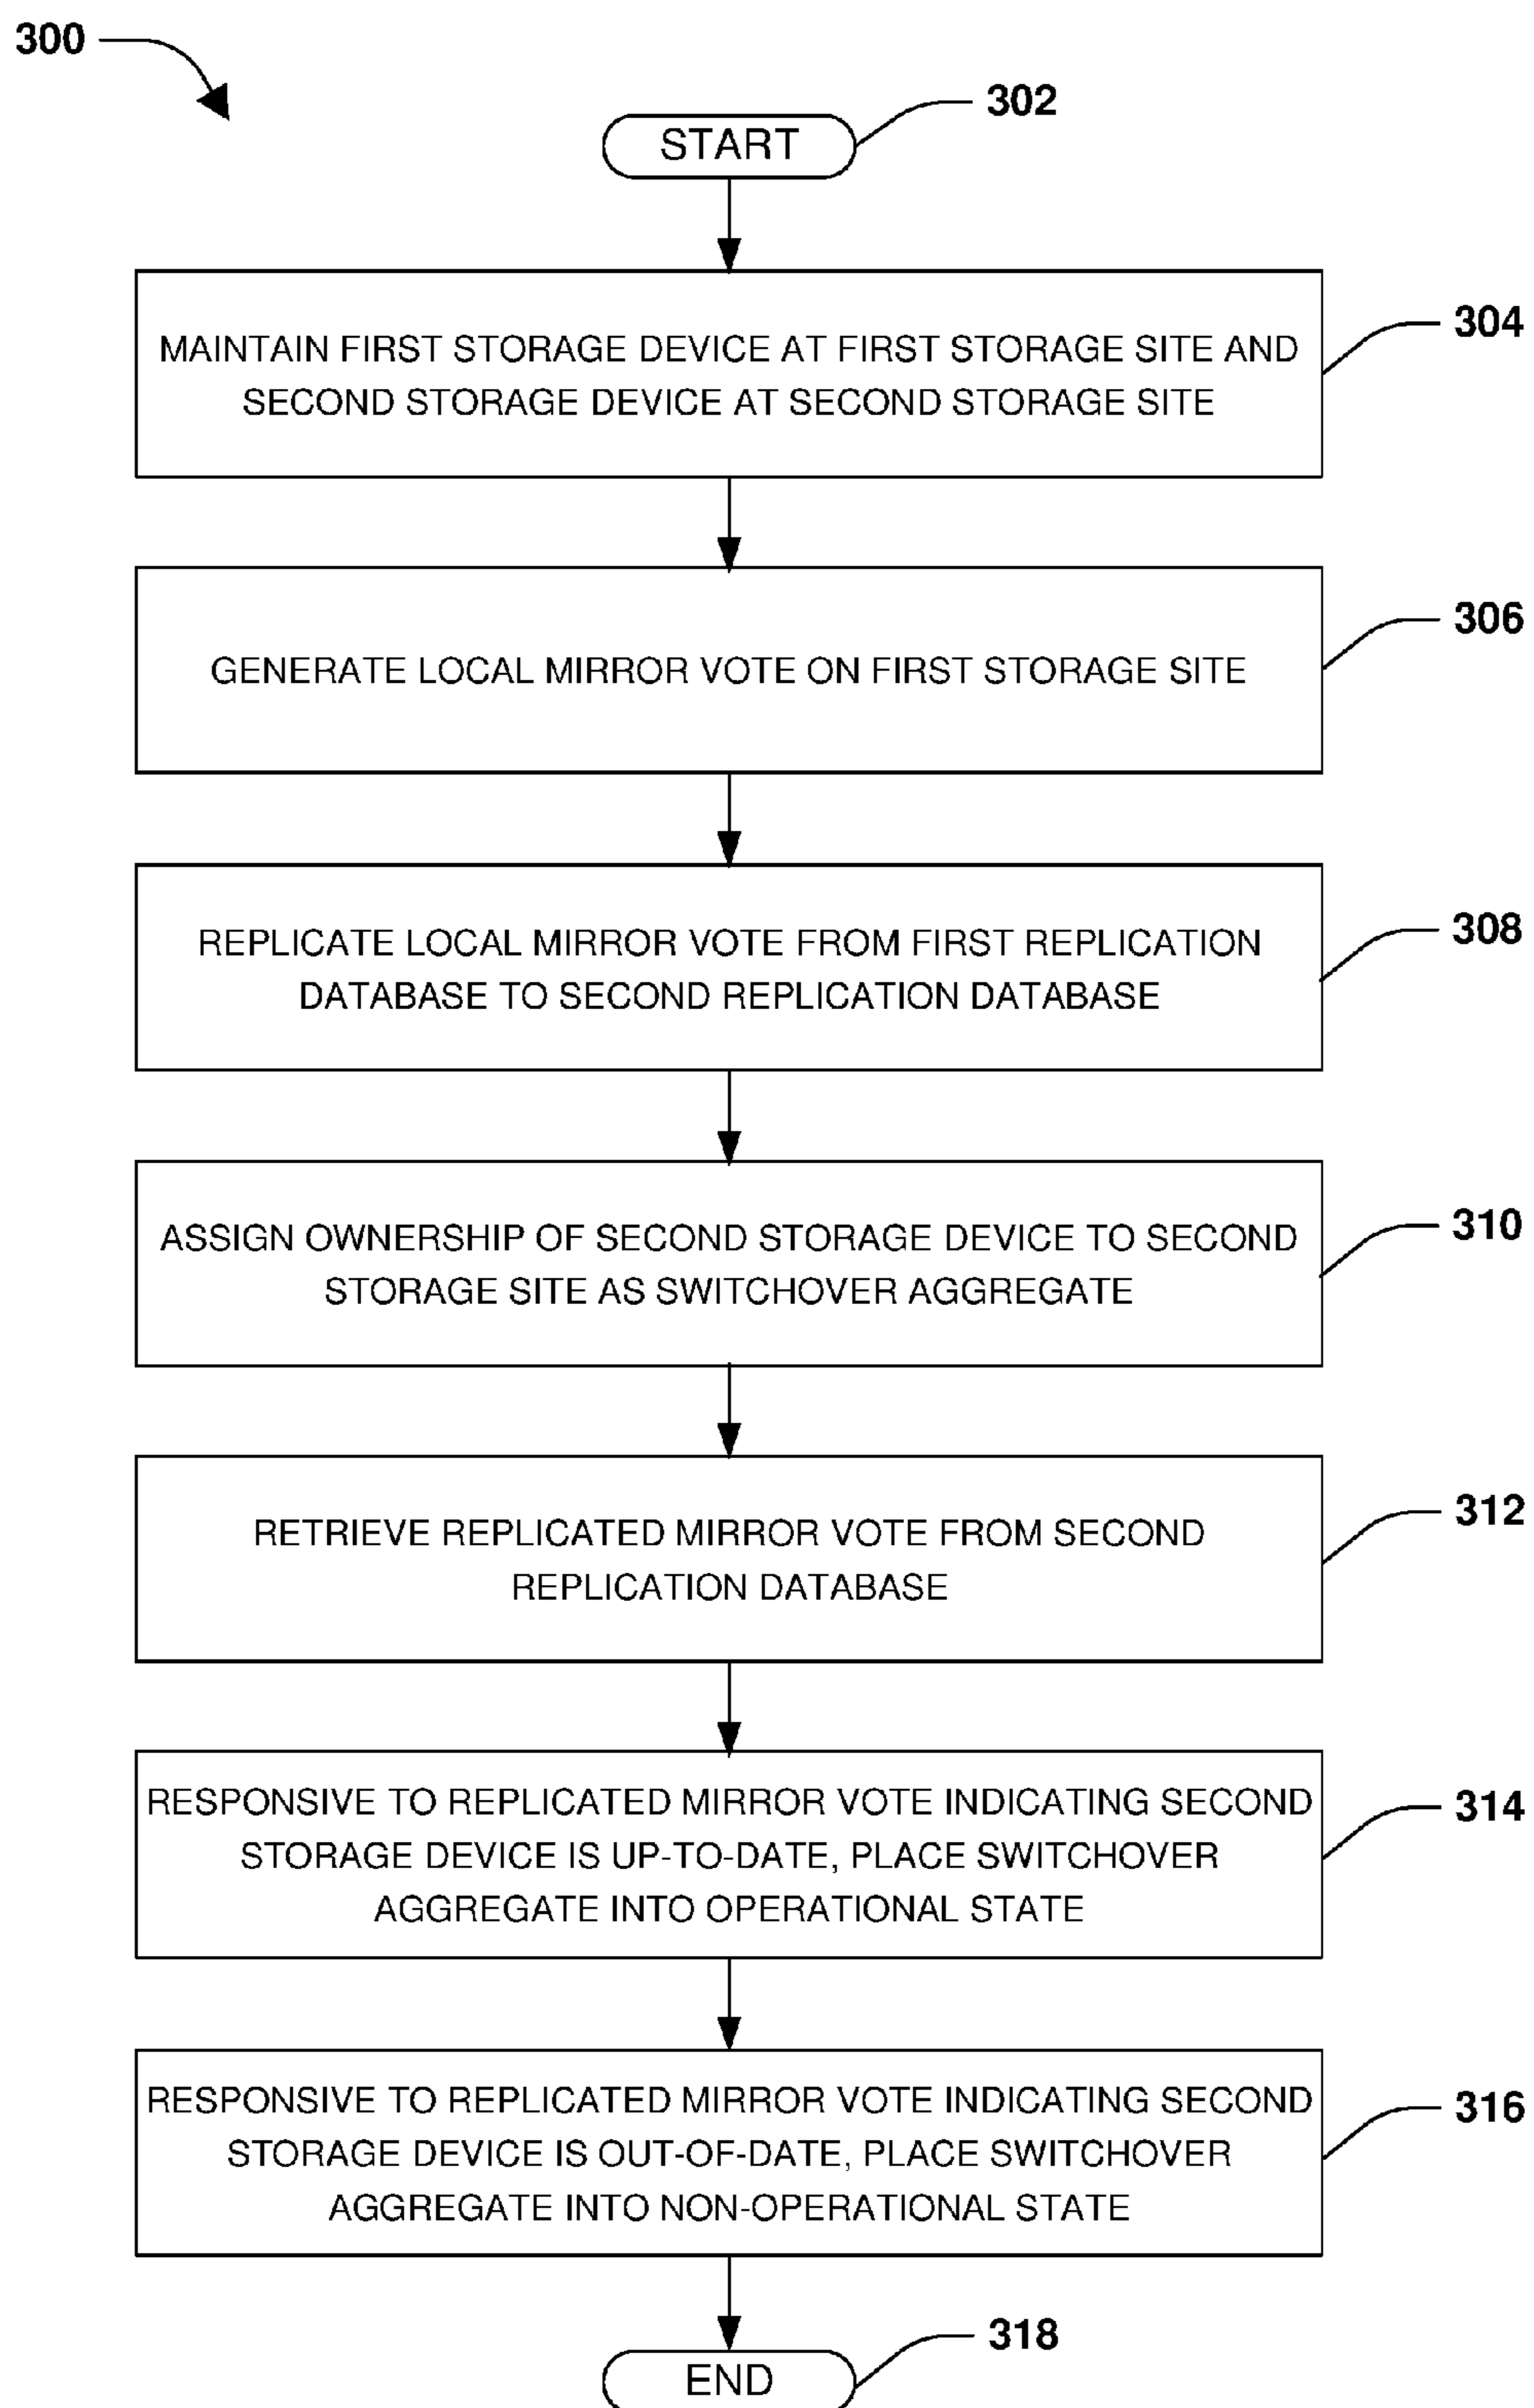 300
302
START
304
MAINTAIN FIRST STORAGE DEVICE AT FIRST STORAGE SITE AND
SECOND STORAGE DEVICE AT SECOND STORAGE SITE
306
GENERATE LOCAL MIRROR VOTE ON FIRST STORAGE SITE
308
REPLICATE LOCAL MIRROR VOTE FROM FIRST REPLICATION
DATABASE TO SECOND REPLICATION DATABASE
310
ASSIGN OWNERSHIP OF SECOND STORAGE DEVICE TO SECOND
STORAGE SITE AS SWITCHOVER AGGREGATE
312
RETRIEVE REPLICATED MIRROR VOTE FROM SECOND
REPLICATION DATABASE
314
RESPONSIVE TO REPLICATED MIRROR VOTE INDICATING SECOND
STORAGE DEVICE IS UP-TO-DATE, PLACE SWITCHOVER
AGGREGATE INTO OPERATIONAL STATE
316
RESPONSIVE TO REPLICATED MIRROR VOTE INDICATING SECOND
STORAGE DEVICE IS OUT-OF-DATE, PLACE SWITCHOVER
AGGREGATE INTO NON-OPERATIONAL STATE
318
END